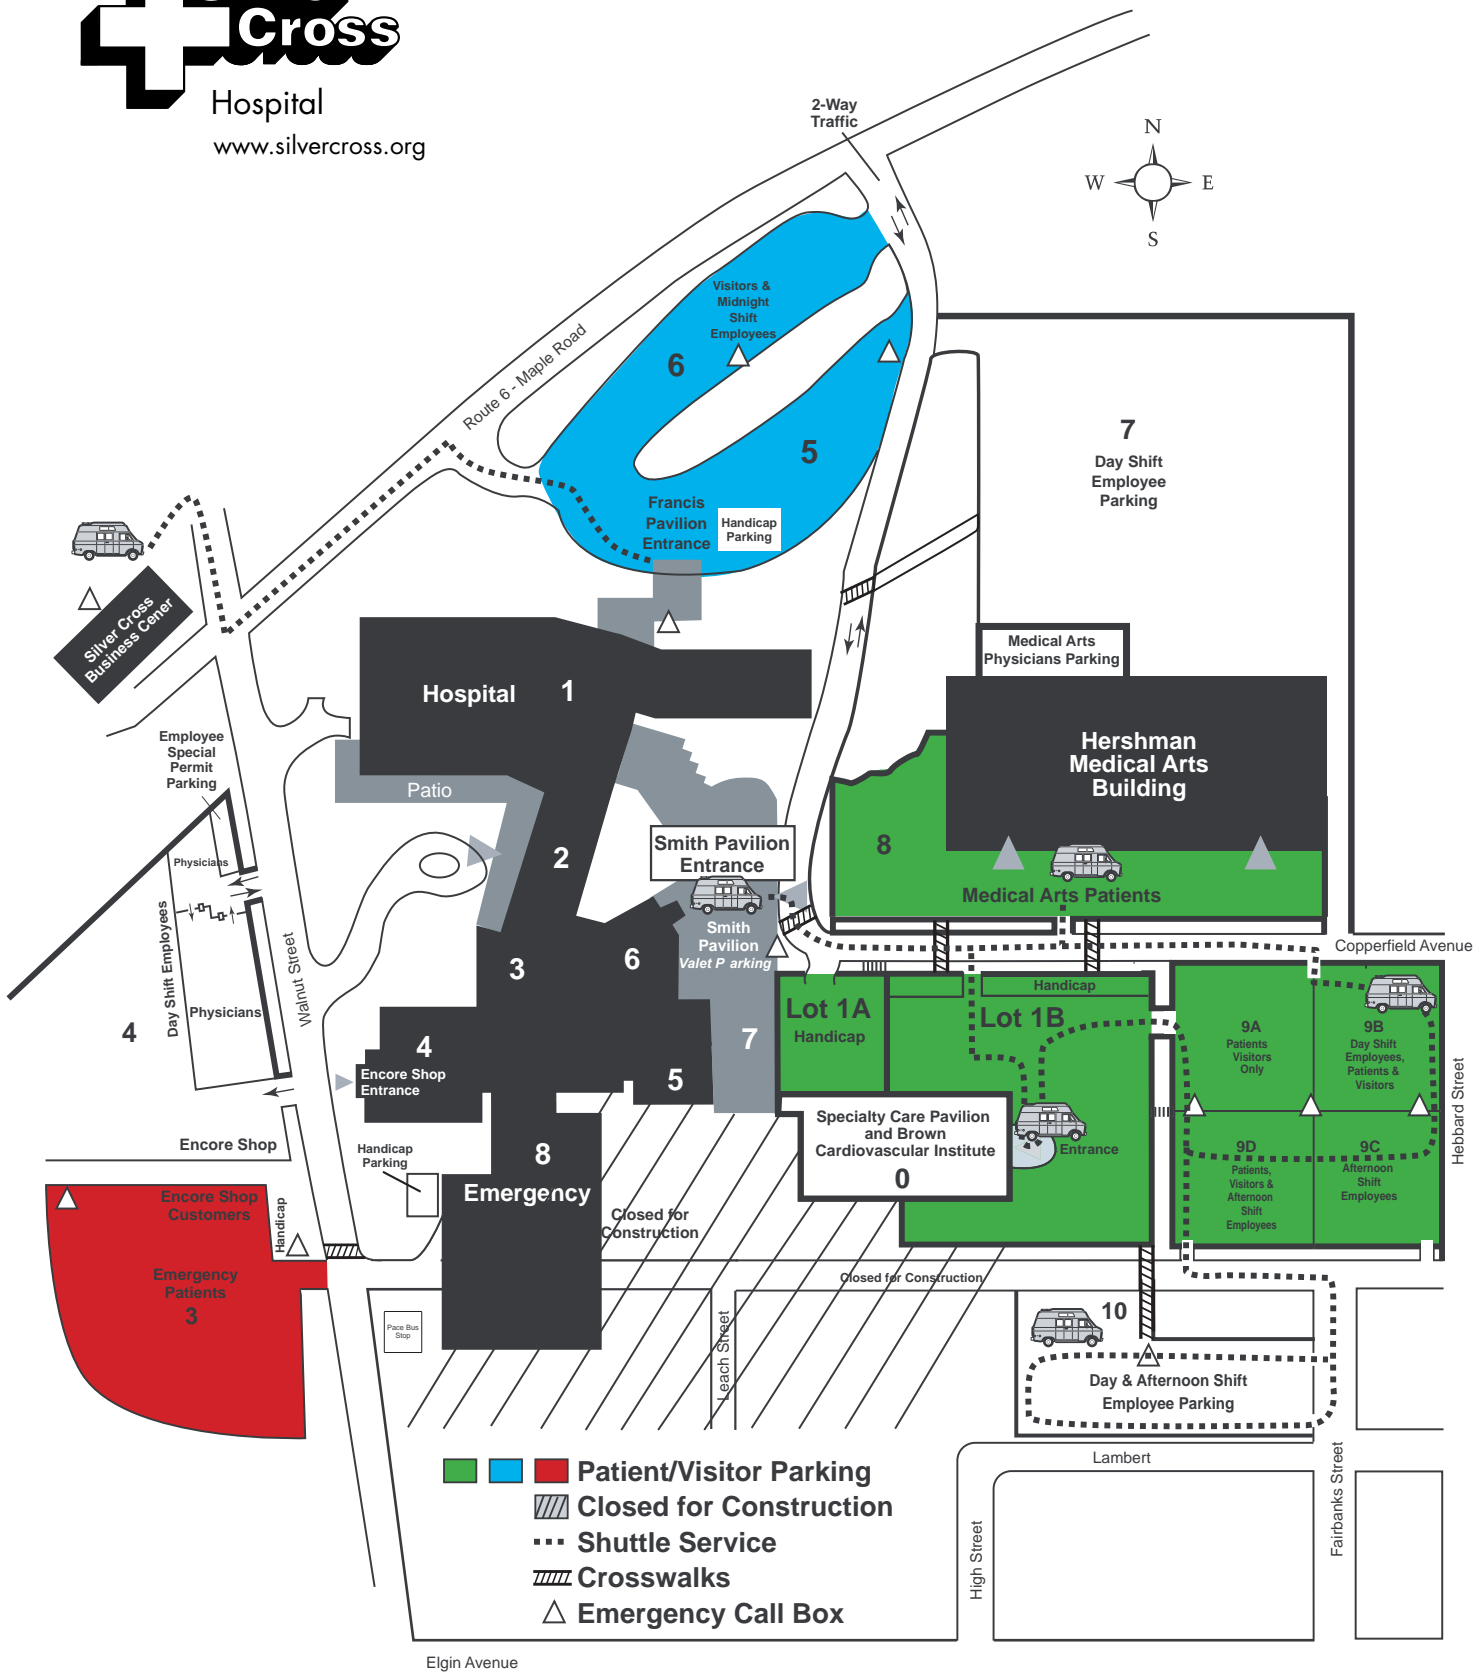 Cross
Hospital
www.silvercross.org
2-Way
Traffic
N
W
E
S
Visitors &
Midnight
Shift
Employees
6
5
Route 6 - Maple Road
Francis
Pavilion
Entrance
Handicap
Parking
7
Day Shift
Employee
Parking
Silver Cross
Business Cener
Medical Arts
Physicians Parking
Hospital
1
Hershman
Medical Arts
Building
Employee
Special
Permit
Parking
Patio
Physicians
2
Smith Pavilion
Entrance
8
Medical Arts Patients
Smith
Pavilion
Valet P arking
Copperfield Avenue
Day Shift Employees
Walnut Street
Physicians
4
3
6
7
Lot 1A
Handicap
Handicap
Lot 1B
9A
Patients
Visitors
Only
9B
Day Shift
Employees,
Patients &
Visitors
Hebbard Street
4
Encore Shop
Entrance
5
Specialty Care Pavilion
and Brown
Cardiovascular Institute
0
Entrance
9D
Patients,
Visitors &
Afternoon
Shift
Employees
9C
Afternoon
Shift
Employees
Encore Shop
Handicap
Parking
8
Emergency
Encore Shop
Customers
Handicap
Closed for
Construction
Emergency
Patients
3
Closed for Construction
Pace Bus
Stop
Leach Street
10
Day & Afternoon Shift
Employee Parking
Lambert
Patient/Visitor Parking
Closed for Construction
Shuttle Service
Crosswalks
Emergency Call Box
High Street
Fairbanks Street
Elgin Avenue